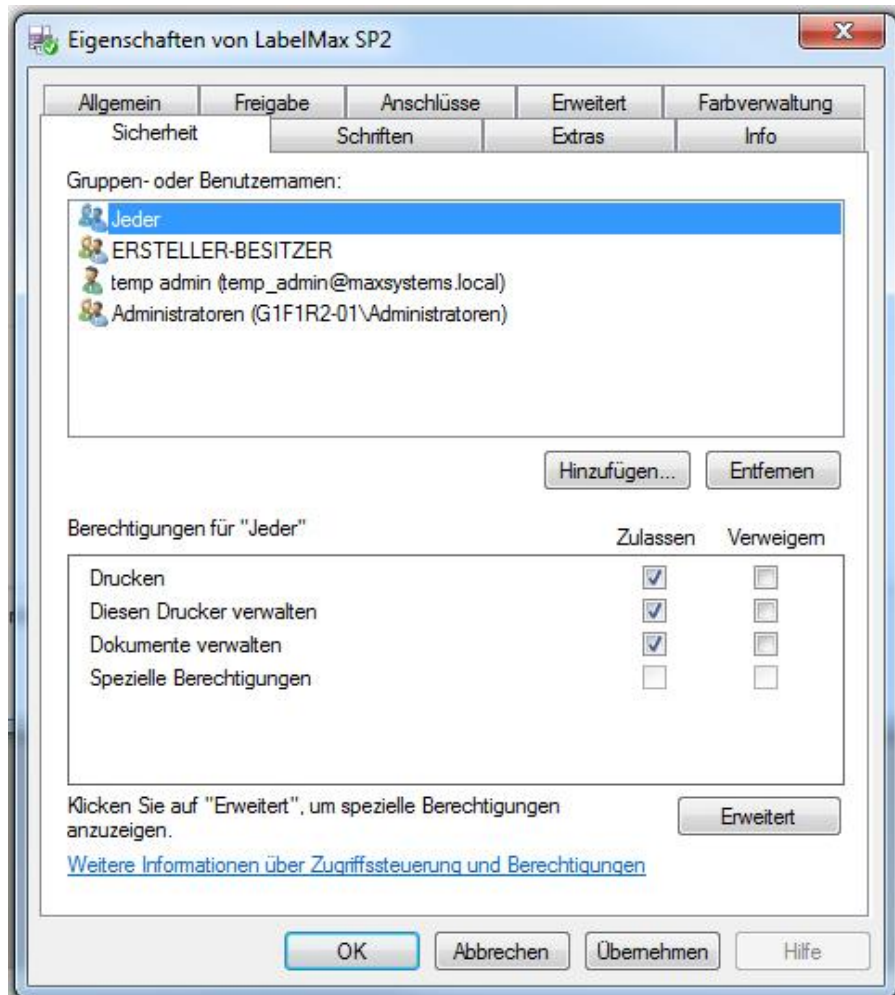 Eigenschaften von LabelMax SP2
Allgemein Freigabe Anschlüsse Erweitert Farbverwaltung
Sicherheit Schriften Extras Info
Gruppen- oder Benutzernamen:
Jeder
ERSTELLER-BESITZER
temp admin (temp_admin@maxsystems.local)
Administratoren (G1F1R2-01\Administratoren)
Hinzufügen... Entfernen
Berechtigungen für "Jeder" Zulassen Verweigern
Drucken
Diesen Drucker verwalten
Dokumente verwalten
Spezielle Berechtigungen
Klicken Sie auf "Erweitert", um spezielle Berechtigungen
anzuzeigen.
Erweitert
Weitere Informationen über Zugriffssteuerung und Berechtigungen
OK Abbrechen Übernehmen Hilfe